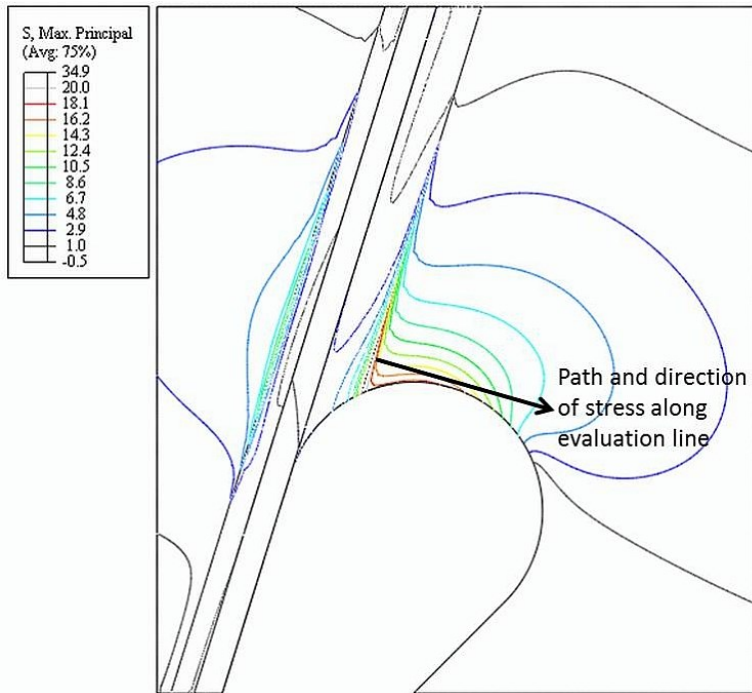 S, Max. Principal
(Avg: 75%)
34.9
20.0
18.1
16.2
14.3
12.4
10.5
8.6
6.7
4.8
2.9
1.0
-0.5
Path and direction
of stress along
evaluation line